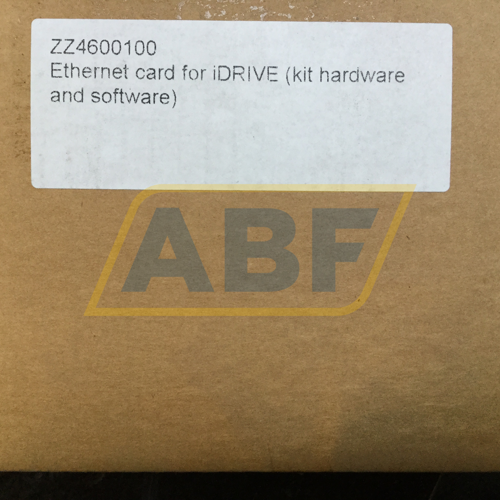 ZZ4600100
Ethernet card for iDRIVE (kit hardware
and software)
ABF